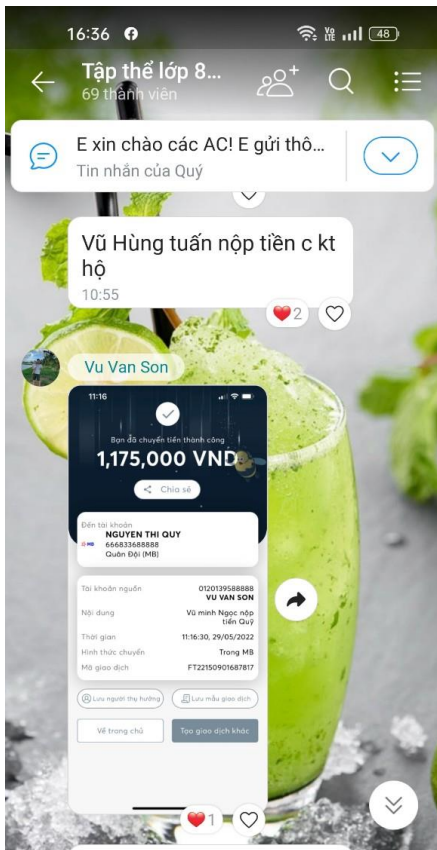 16:36
Vo
LTE
48
Tập thể lớp 8...
69 thành viên
E xin chào các AC! E gửi thô...
Tin nhắn của Quý
Vũ Hùng tuấn nộp tiền c kt
hộ
10:55
2
Vu Van Son
11:16
Bạn đã chuyển tiền thành công
1,175,000 VND
Chia sẻ
Đến tài khoản
NGUYEN THI QUY
MB
666833688888
Quân Đội (MB)
Tài khoản nguồn
0120139588888
VU VAN SON
Nội dung
Vũ minh Ngọc nộp
tiền Quỹ
Thời gian
11:16:30, 29/05/2022
Hình thức chuyển
Trong MB
Mã giao dịch
FT22150901687817
Lưu người thụ hưởng
Lưu mẫu giao dịch
Về trang chủ
Tạo giao dịch khác
1